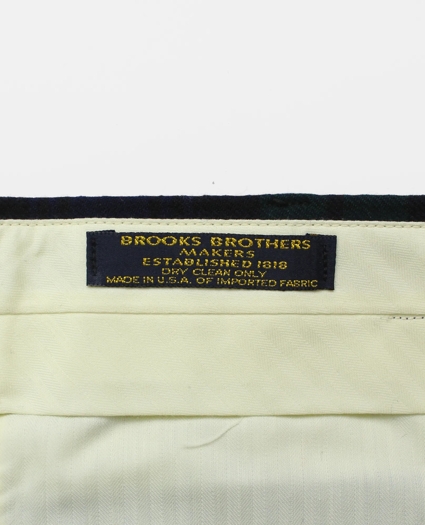 BROOKS BROTHERS
MAKERS
ESTABLISHED 1818
DRY CLEAN ONLY
MADE IN U.S.A. OF IMPORTED FABRIC